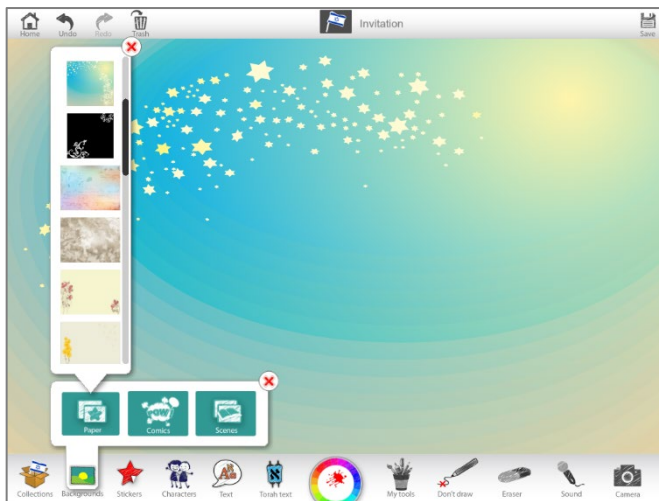 Home Undo Redo Trash Invitation Save
POW
Paper Comics Scenes
Collections Backgrounds Stickers Characters Text Torah text My tools Don't draw Eraser Sound Camera